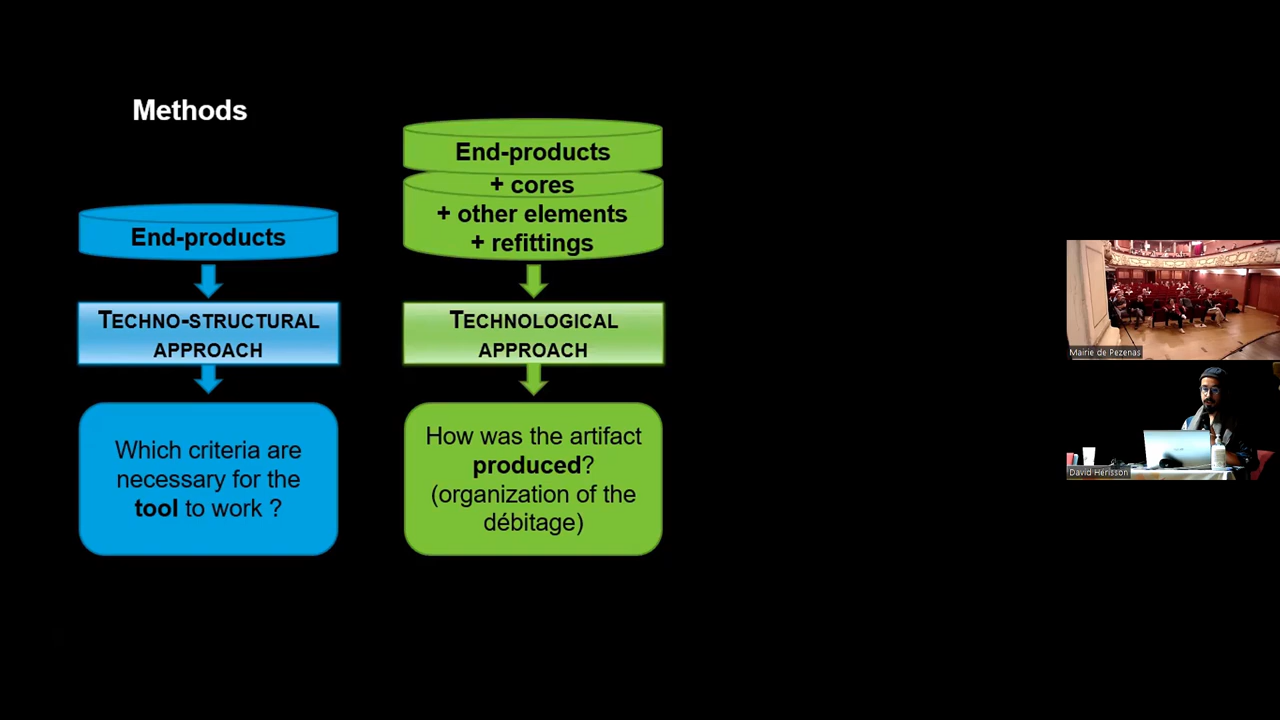 Methods
End-products
TECHNO-STRUCTURAL
APPROACH
Which criteria are
necessary for the
tool to work ?
End-products
+ cores
+ other elements
+ refittings
TECHNOLOGICAL
APPROACH
How was the artifact
produced?
(organization of the
débitage)
Mairie de Pezenas
David Hérisson